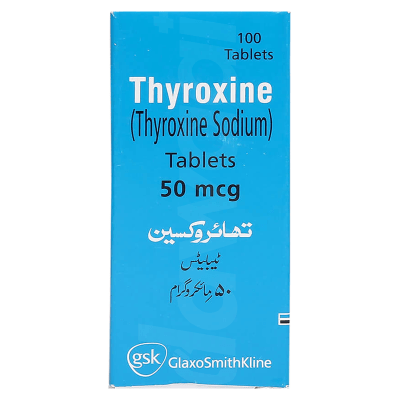 100
Tablets
Thyroxine
(Thyroxine Sodium)
Tablets
50 mcg
تھائروکسین
ٹیبلیٹس
۵۰ مائکروگرام
gsk
GlaxoSmithKline